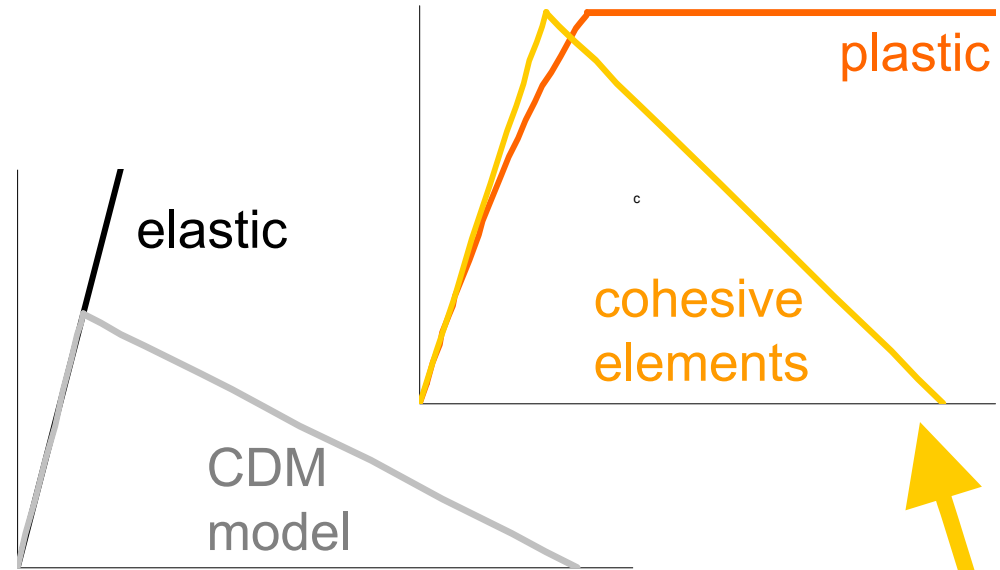 plastic
elastic
c
cohesive
elements
CDM
model